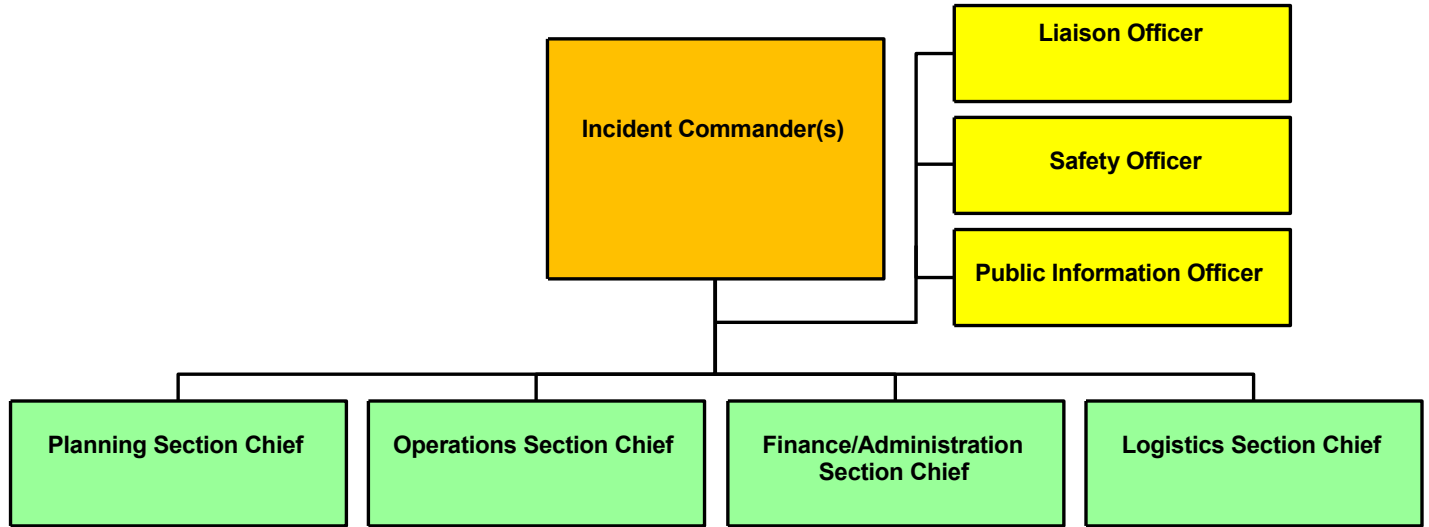 Liaison Officer
Incident Commander(s)
Safety Officer
Public Information Officer
Planning Section Chief
Operations Section Chief
Finance/Administration
Section Chief
Logistics Section Chief